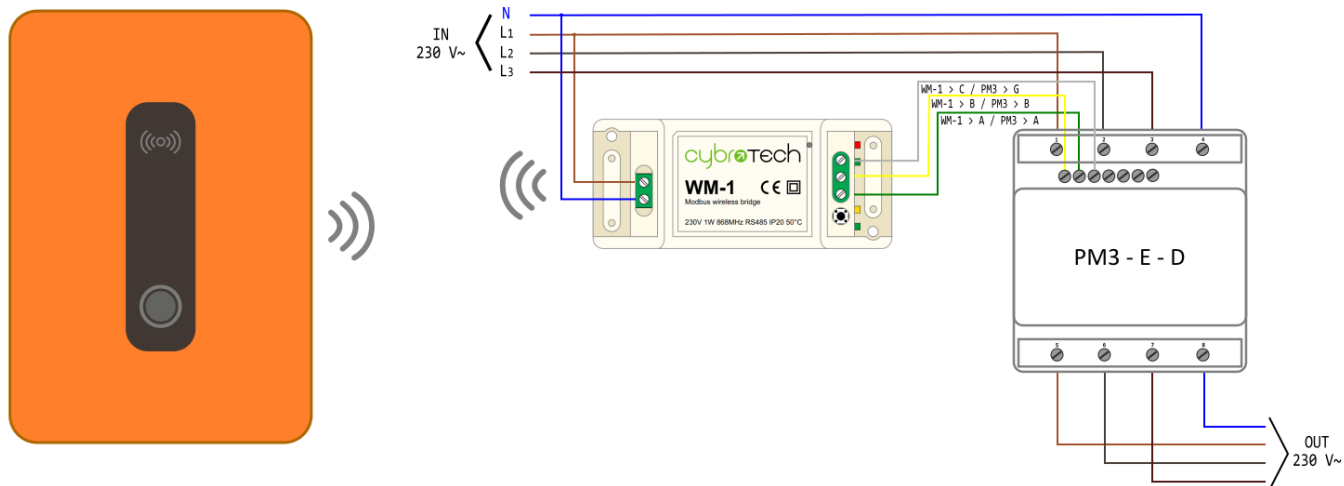 IN
230 V~
N
L1
L2
L3
WM-1 > C / PM3 > G
WM-1 > B / PM3 > B
WM-1 > A / PM3 > A
cybrotech
WM-1 CE
Modbus wireless bridge
230V 1W 868MHz RS485 IP20 50°C
1 2 3 4
PM3 - E - D
5 6 7 8
OUT
230 V~